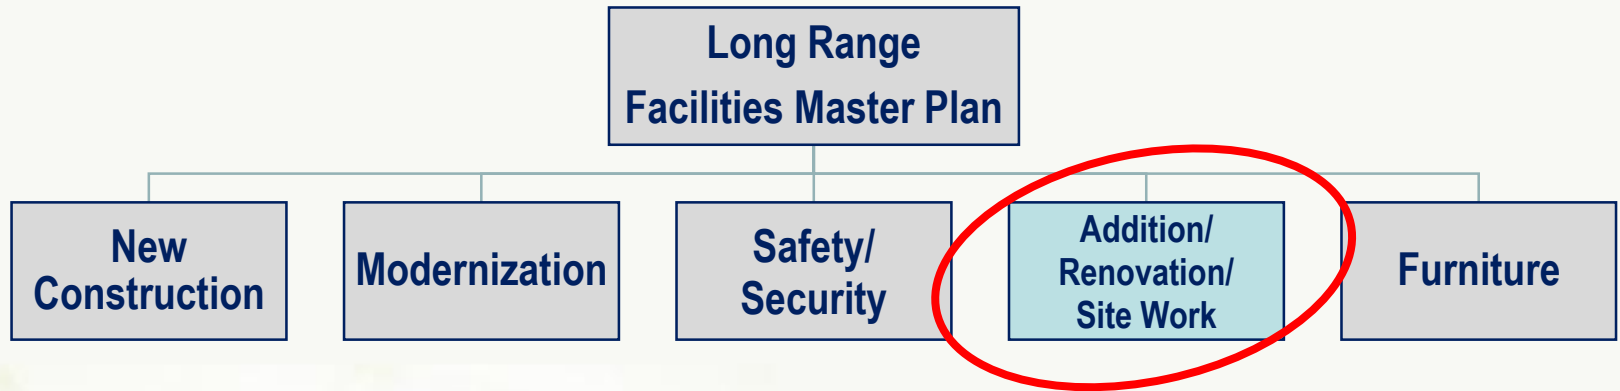 Long Range
Facilities Master Plan
New
Construction
Modernization
Safety/
Security
Addition/
Renovation/
Site Work
Furniture